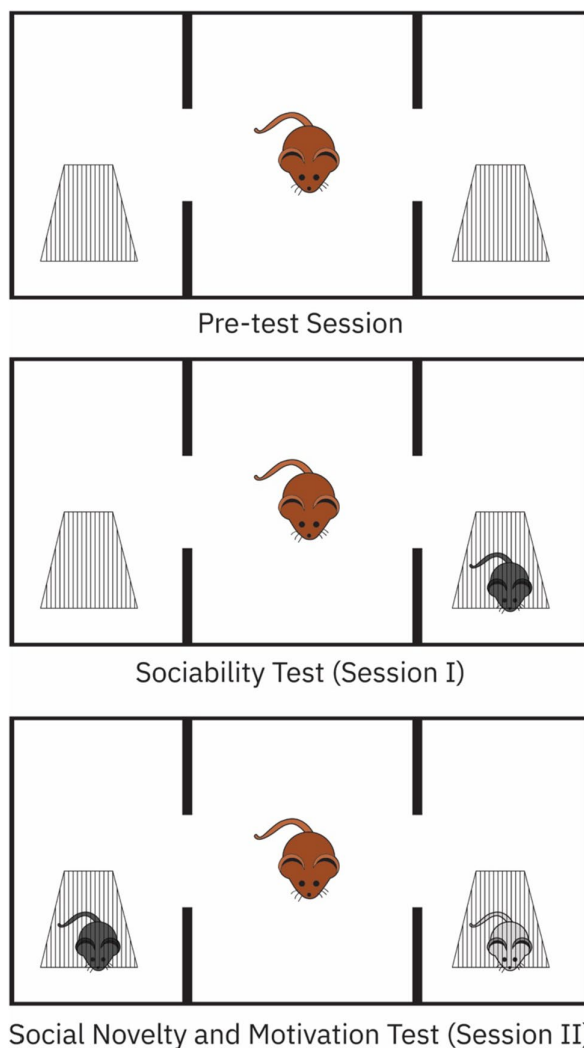 Pre-test Session
Sociability Test (Session I)
Social Novelty and Motivation Test (Session II)